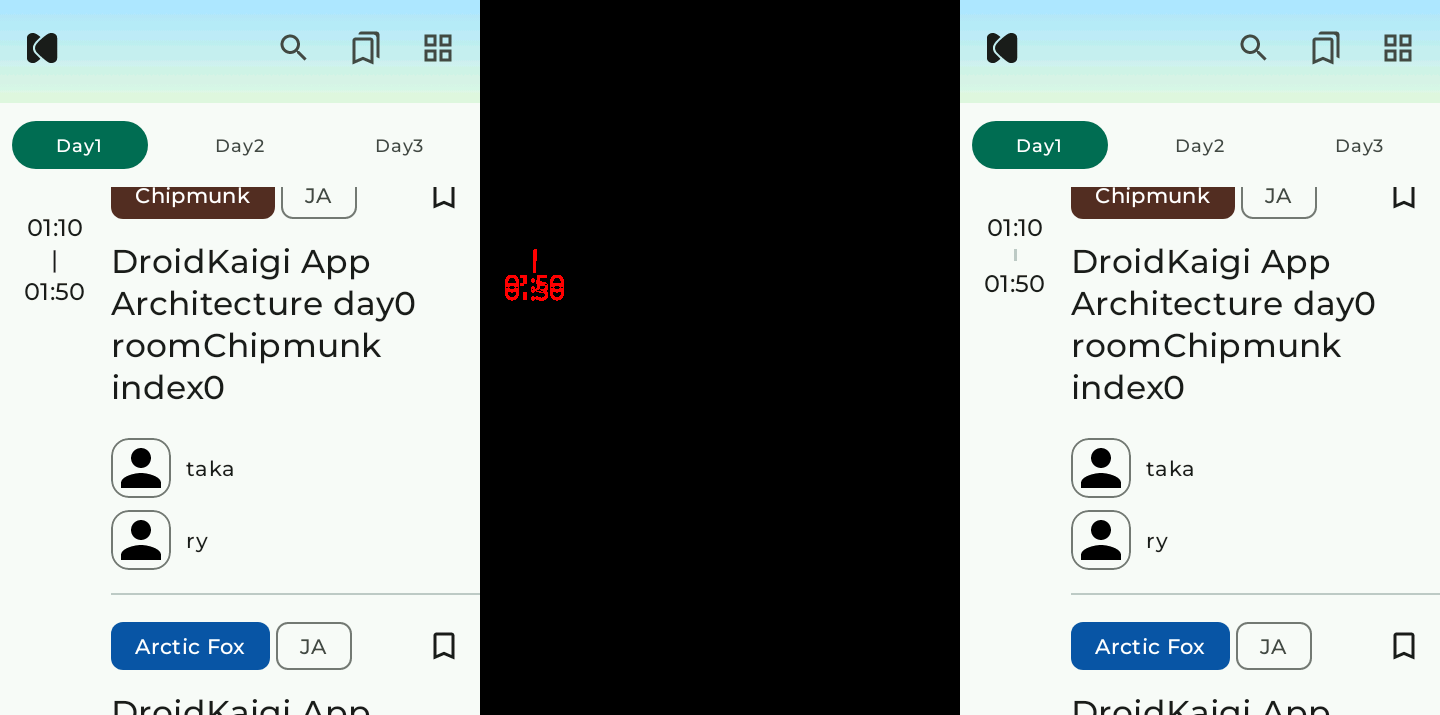 Day1 Day2 Day3
Chipmunk JA
01:10
DroidKaigi App
Architecture day0
01:50
roomChipmunk
index0
taka
ry
Arctic Fox JA
DroidKaigi App
01:50
Day1 Day2 Day3
Chipmunk JA
01:10
DroidKaigi App
01:50
Architecture day0
roomChipmunk
index0
taka
ry
Arctic Fox JA
DroidKaigi App